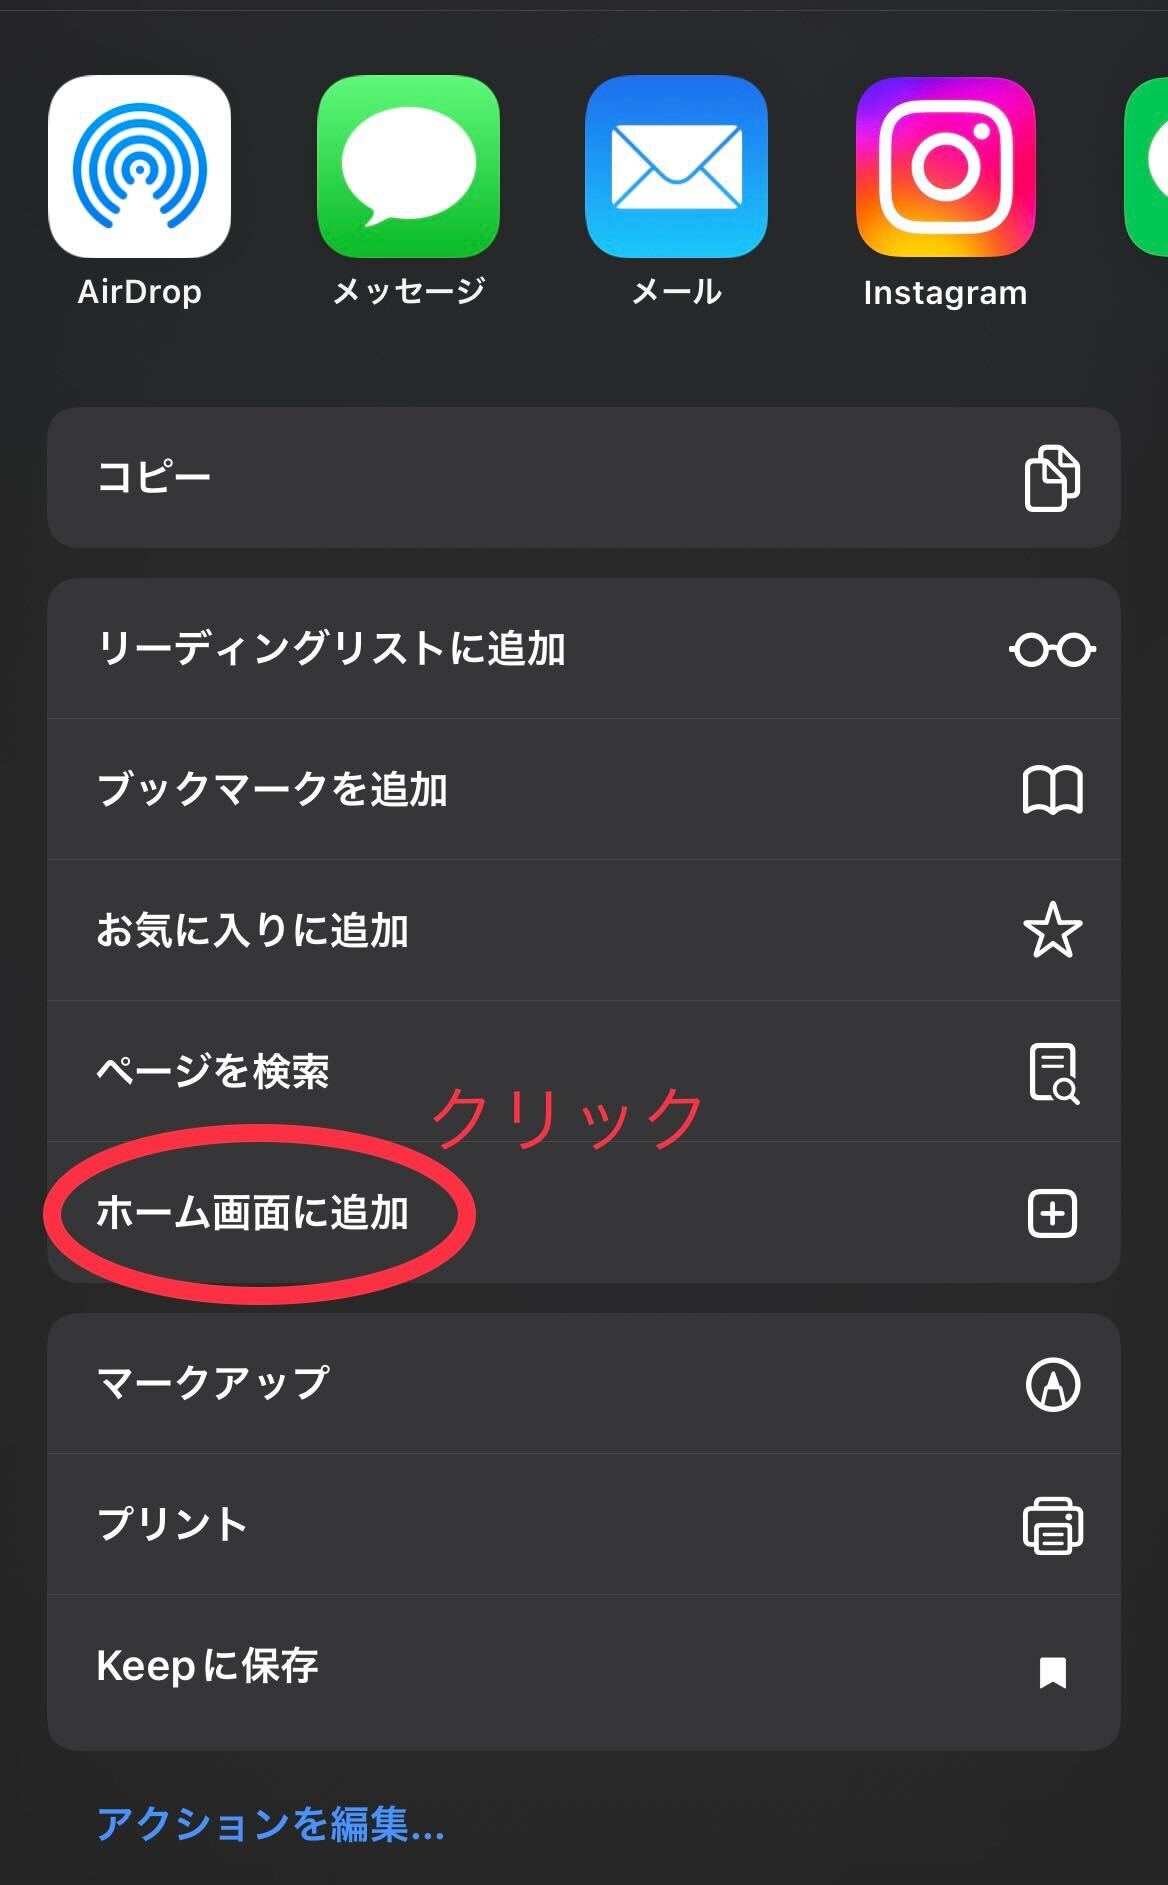 AirDrop
メッセージ
メール
Instagram
コピー
リーディングリストに追加
ブックマークを追加
お気に入りに追加
ページを検索
クリック
ホーム画面に追加
マークアップ
プリント
Keepに保存
アクションを編集...